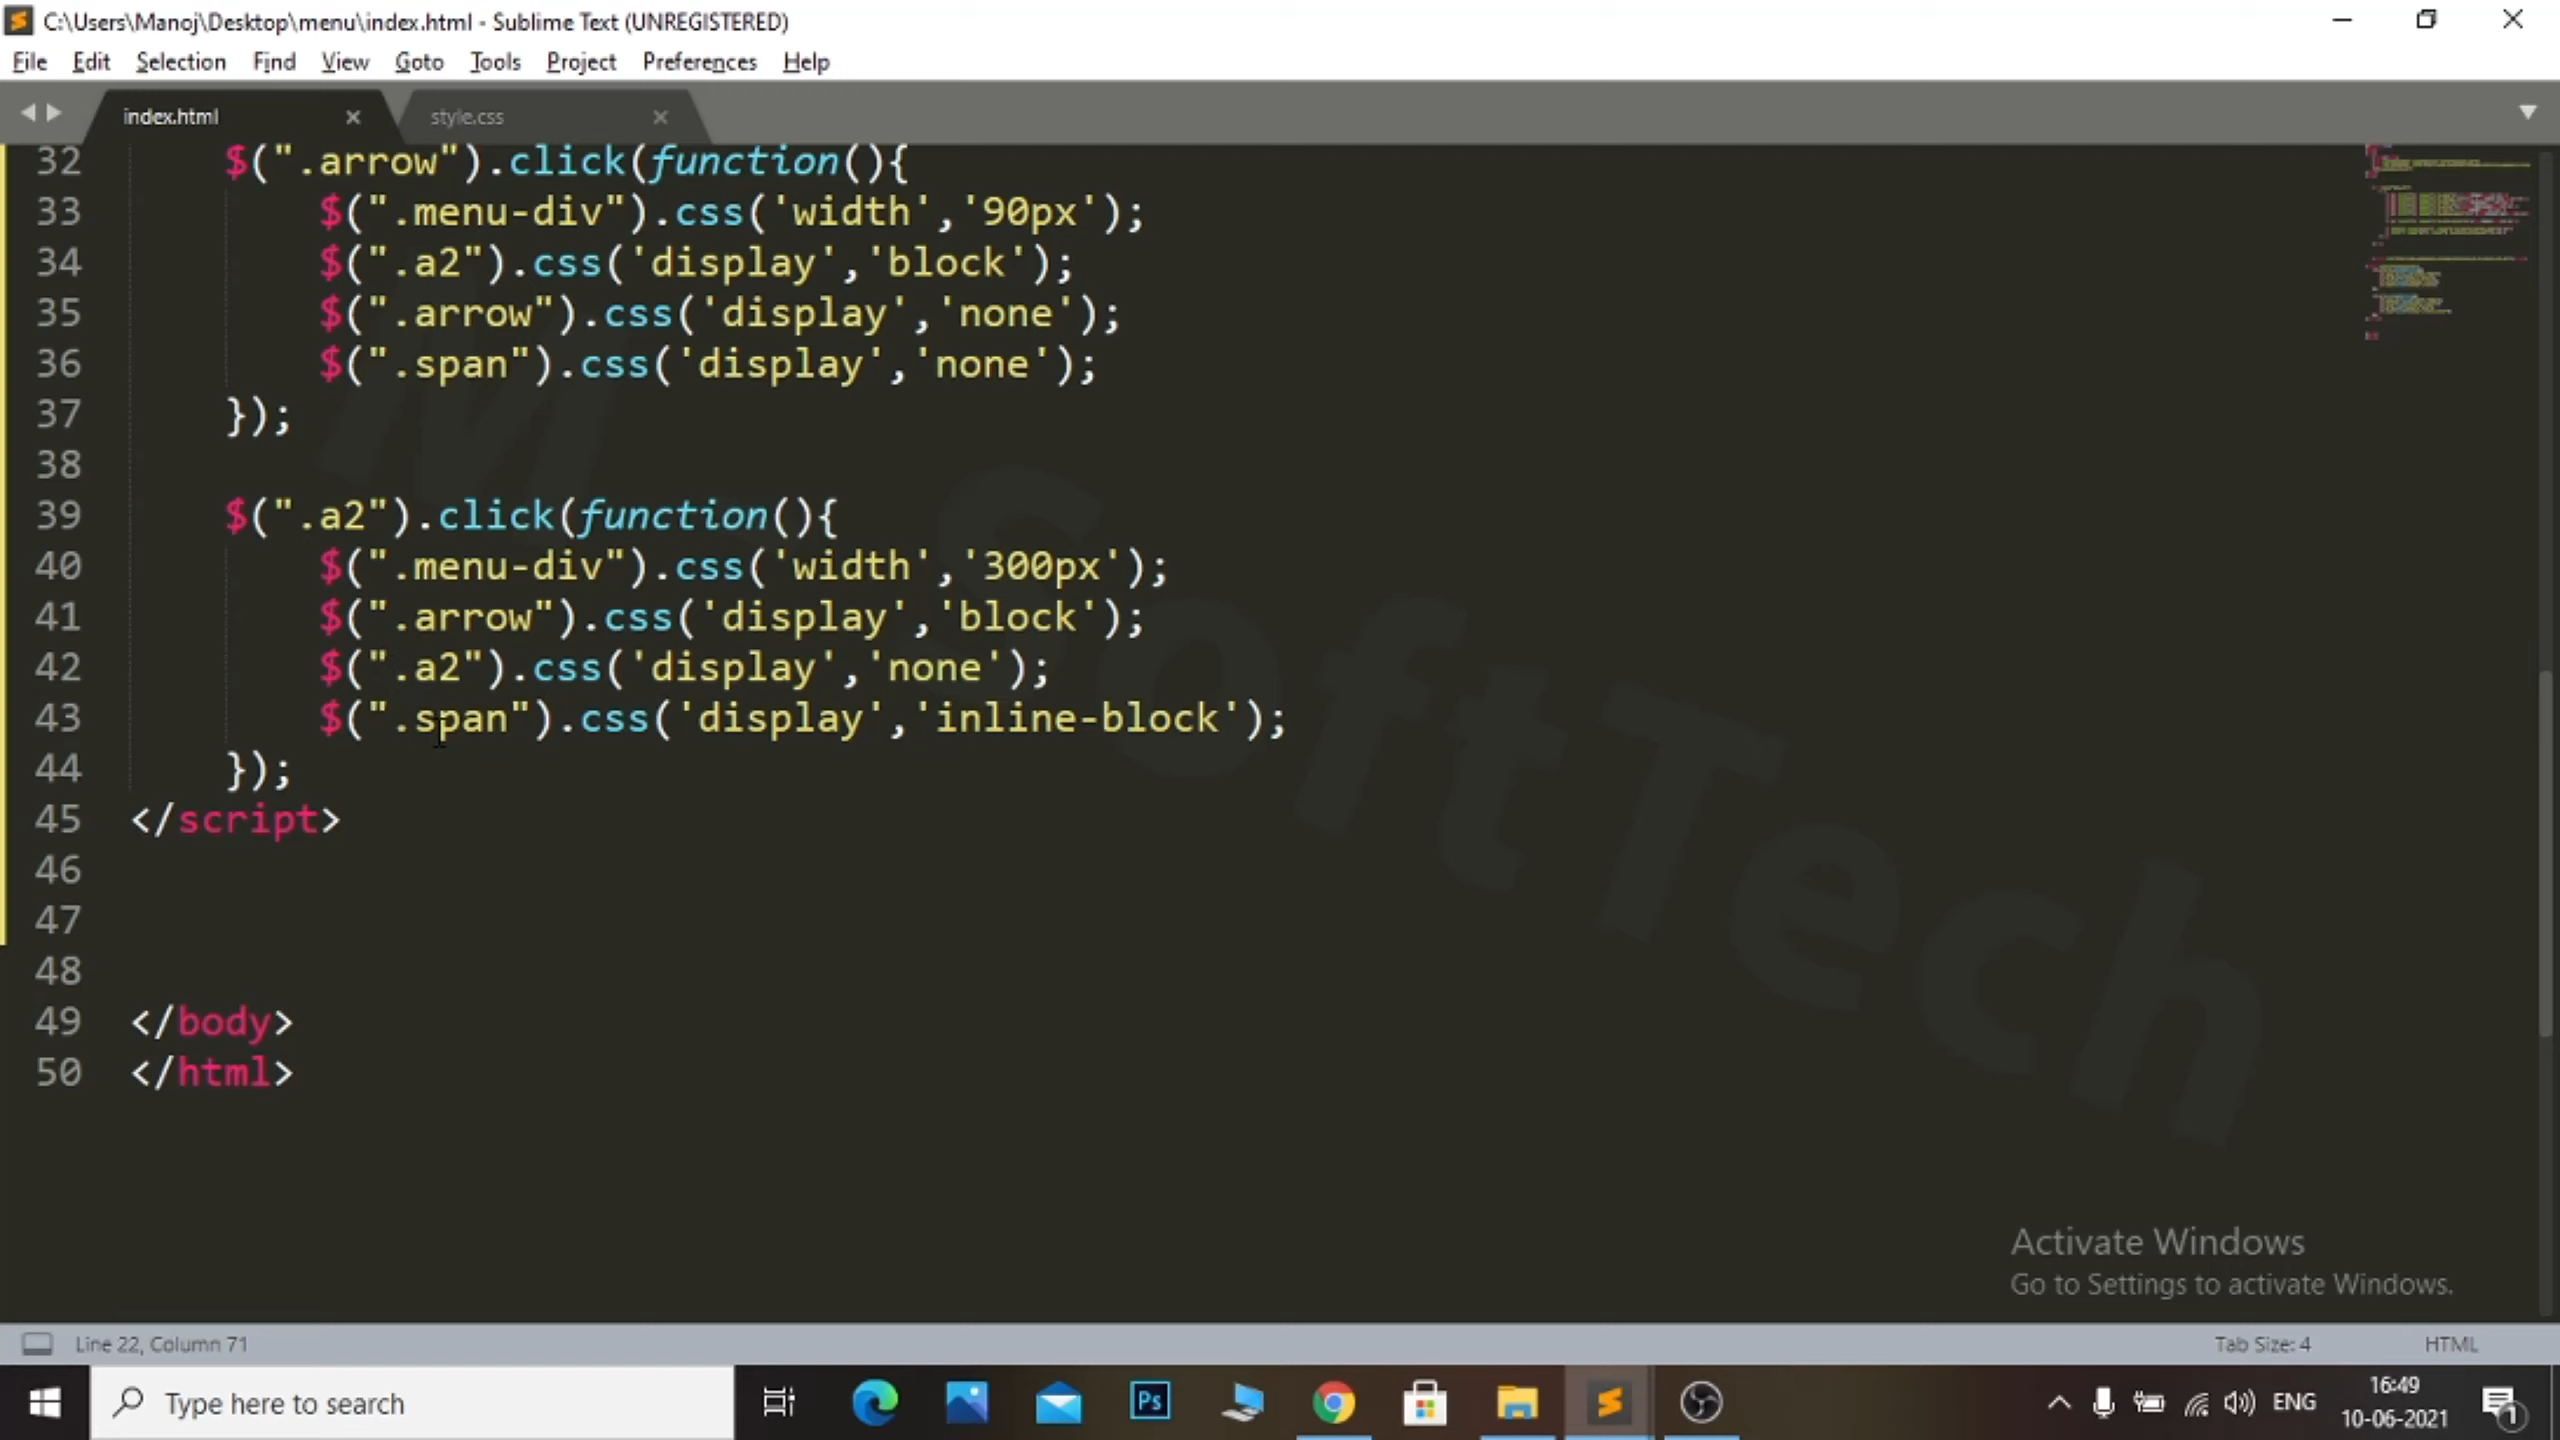 C:\Users\Manoj\Desktop\menu\index.html - Sublime Text (UNREGISTERED)
File Edit Selection Find View Goto Tools Project Preferences Help
index.html style.css
32 $(".arrow").click(function(){
33 $(".menu-div").css('width','90px');
34 $(".a2").css('display','block');
35 $(".arrow").css('display','none');
36 $(".span").css('display','none');
37 });
38
39 $(".a2").click(function(){
40 $(".menu-div").css('width','300px');
41 $(".arrow").css('display','block');
42 $(".a2").css('display','none');
43 $(".span").css('display','inline-block');
44 });
45 </script>
46
47
48
49 </body>
50 </html>
M SoftTech
Activate Windows
Go to Settings to activate Windows.
Line 22, Column 71 Tab Size: 4 HTML
Type here to search Ps ENG 16:49
10-06-2021 1